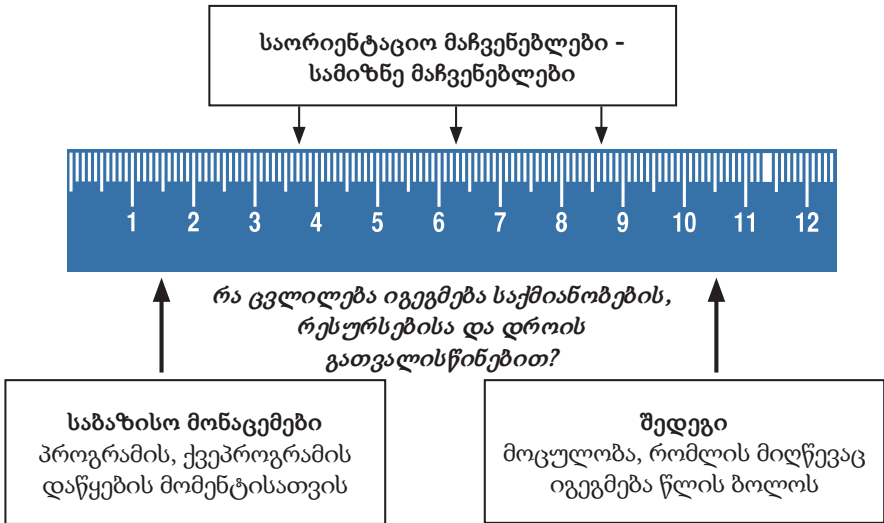 საორიენტაციო მაჩვენებლები -
სამიზნე მაჩვენებლები
1 2 3 4 5 6 7 8 9 10 11 12
რა ცვლილება იგეგმება საქმიანობების,
რესურსებისა და დროის
გათვალისწინებით?
საბაზისო მონაცემები
პროგრამის, ქვეპროგრამის
დაწყების მომენტისათვის
შედეგი
მოცულობა, რომლის მიღწევაც
იგეგმება წლის ბოლოს